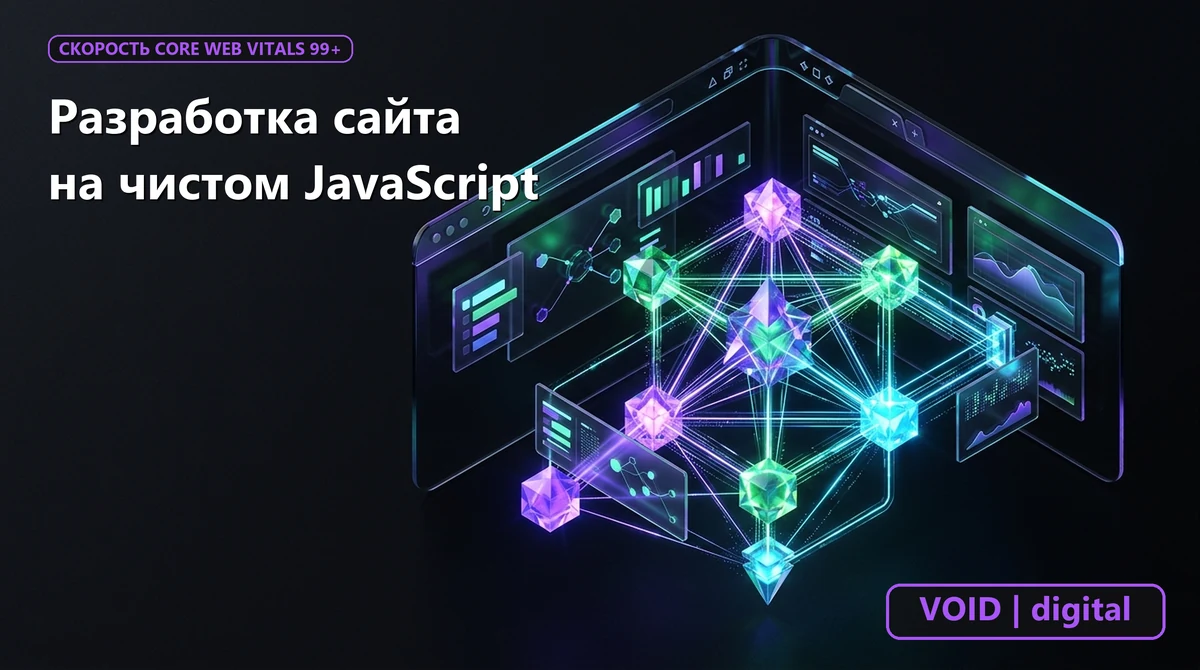 СКОРОСТЬ CORE WEB VITALS 99+
Разработка сайта
на чистом JavaScript
VOID | digital